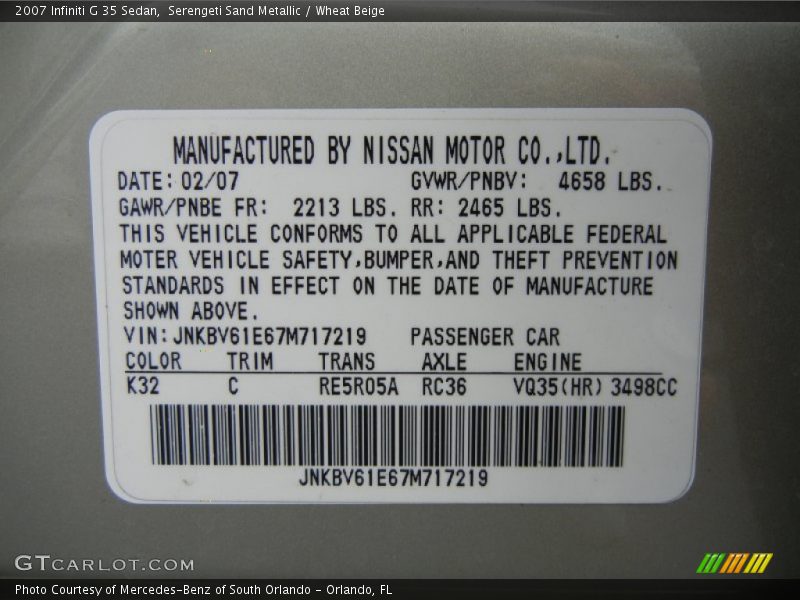 2007 Infiniti G 35 Sedan,  Serengeti Sand Metallic / Wheat Beige
MANUFACTURED BY NISSAN MOTOR CO.,LTD.
DATE: 02/07 GVWR/PNBV: 4658 LBS.
GAWR/PNBE FR: 2213 LBS. RR: 2465 LBS.
THIS VEHICLE CONFORMS TO ALL APPLICABLE FEDERAL
MOTER VEHICLE SAFETY,BUMPER,AND THEFT PREVENTION
STANDARDS IN EFFECT ON THE DATE OF MANUFACTURE
SHOWN ABOVE.
VIN: JNKBV61E67M717219 PASSENGER CAR
COLOR TRIM TRANS AXLE ENGINE
K32 C RE5R05A RC36 VQ35(HR) 3498CC
JNKBV61E67M717219
GTCARLOT.COM
Photo Courtesy of Mercedes-Benz of South Orlando - Orlando, FL